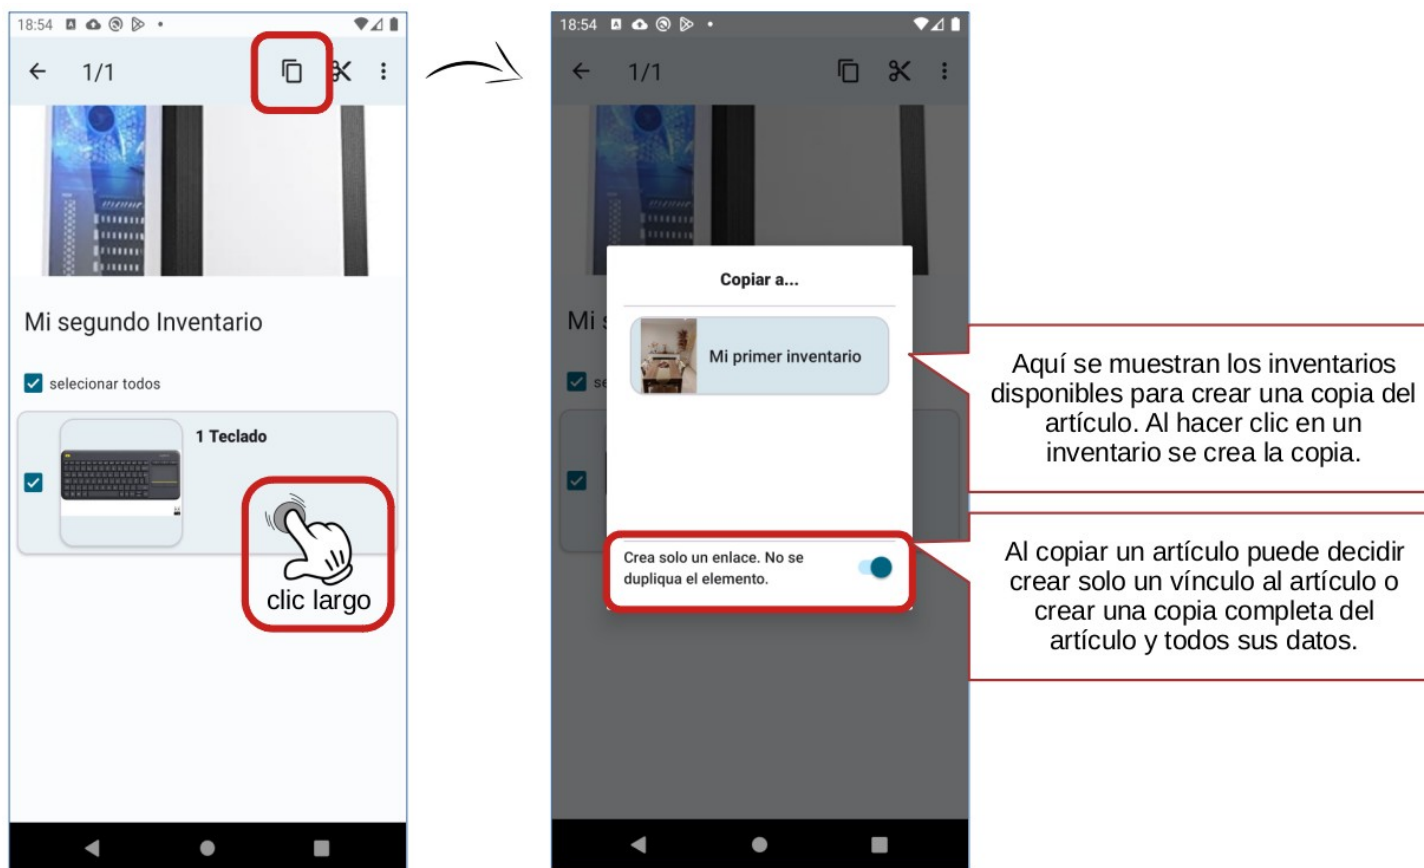 18:54
1/1
Mi segundo Inventario
selecionar todos
1 Teclado
clic largo
18:54
1/1
Copiar a...
Mi primer inventario
Mi s
se
Crea solo un enlace. No se
dupliqua el elemento.
Aquí se muestran los inventarios
disponibles para crear una copia del
artículo. Al hacer clic en un
inventario se crea la copia.
Al copiar un artículo puede decidir
crear solo un vínculo al artículo o
crear una copia completa del
artículo y todos sus datos.